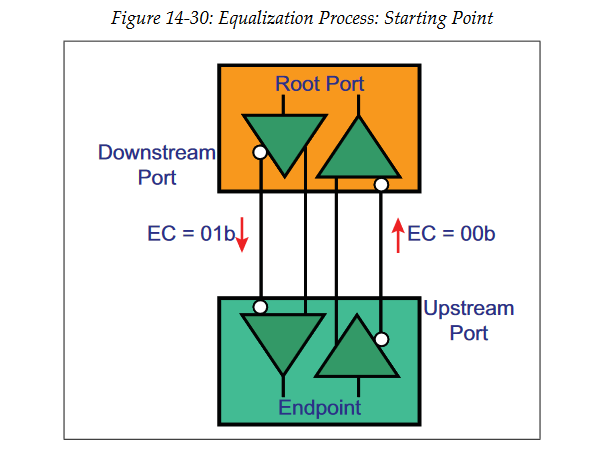 Figure 14-30: Equalization Process: Starting Point
Root Port
Downstream
Port
EC = 01b
EC = 00b
Upstream
Port
Endpoint